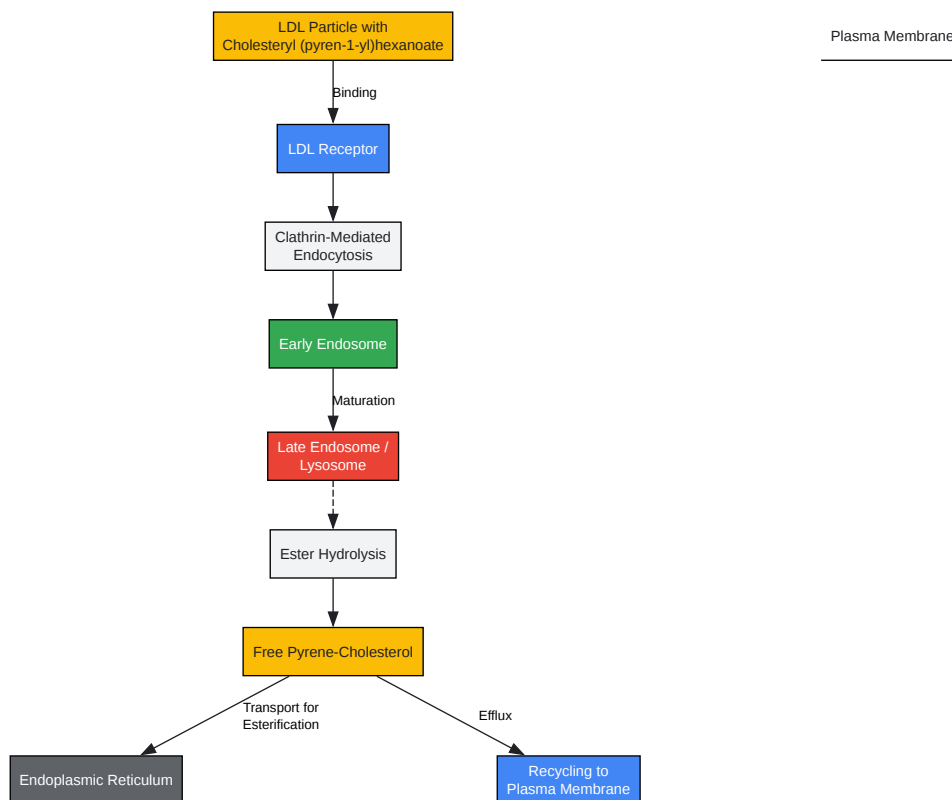 LDL Particle with
Cholesteryl (pyren-1-yl)hexanoate
Plasma Membrane
Binding
LDL Receptor
Clathrin-Mediated
Endocytosis
Early Endosome
Maturation
Late Endosome /
Lysosome
Ester Hydrolysis
Free Pyrene-Cholesterol
Transport for
Esterification
Efflux
Endoplasmic Reticulum
Recycling to
Plasma Membrane